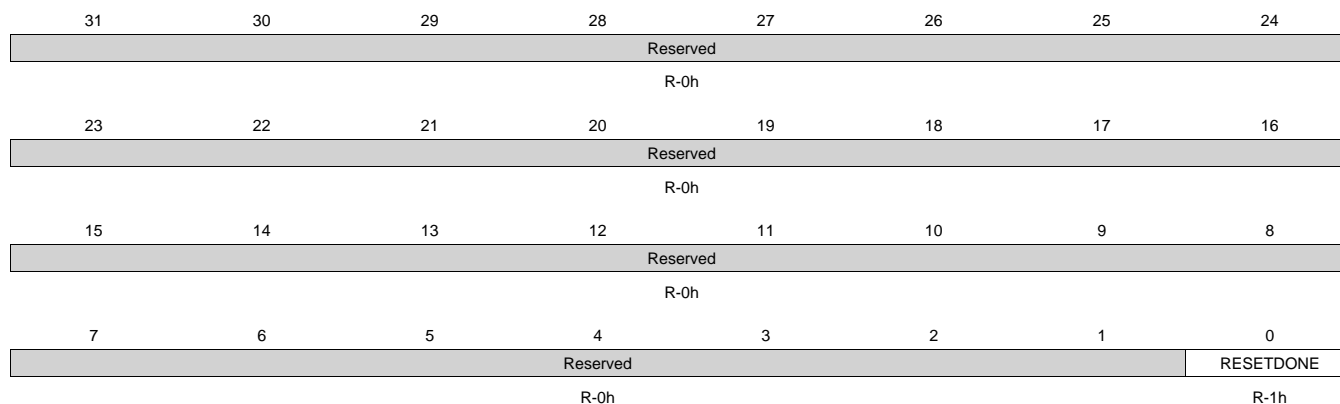 31 30 29 28 27 26 25 24
Reserved
R-0h
23 22 21 20 19 18 17 16
Reserved
R-0h
15 14 13 12 11 10 9 8
Reserved
R-0h
7 6 5 4 3 2 1 0
Reserved RESETDONE
R-0h R-1h